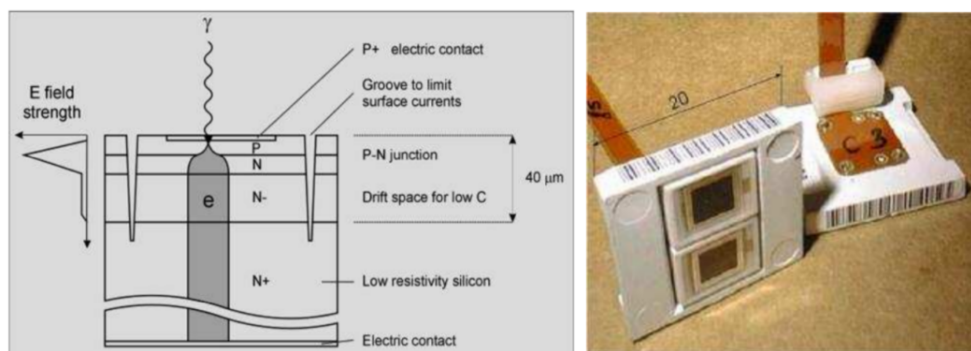 γ
P+ electric contact
Groove to limit
surface currents
E field
strength
P
N
P-N junction
40 μm
e
N-
Drift space for low C
N+
Low resistivity silicon
Electric contact
20
C 3